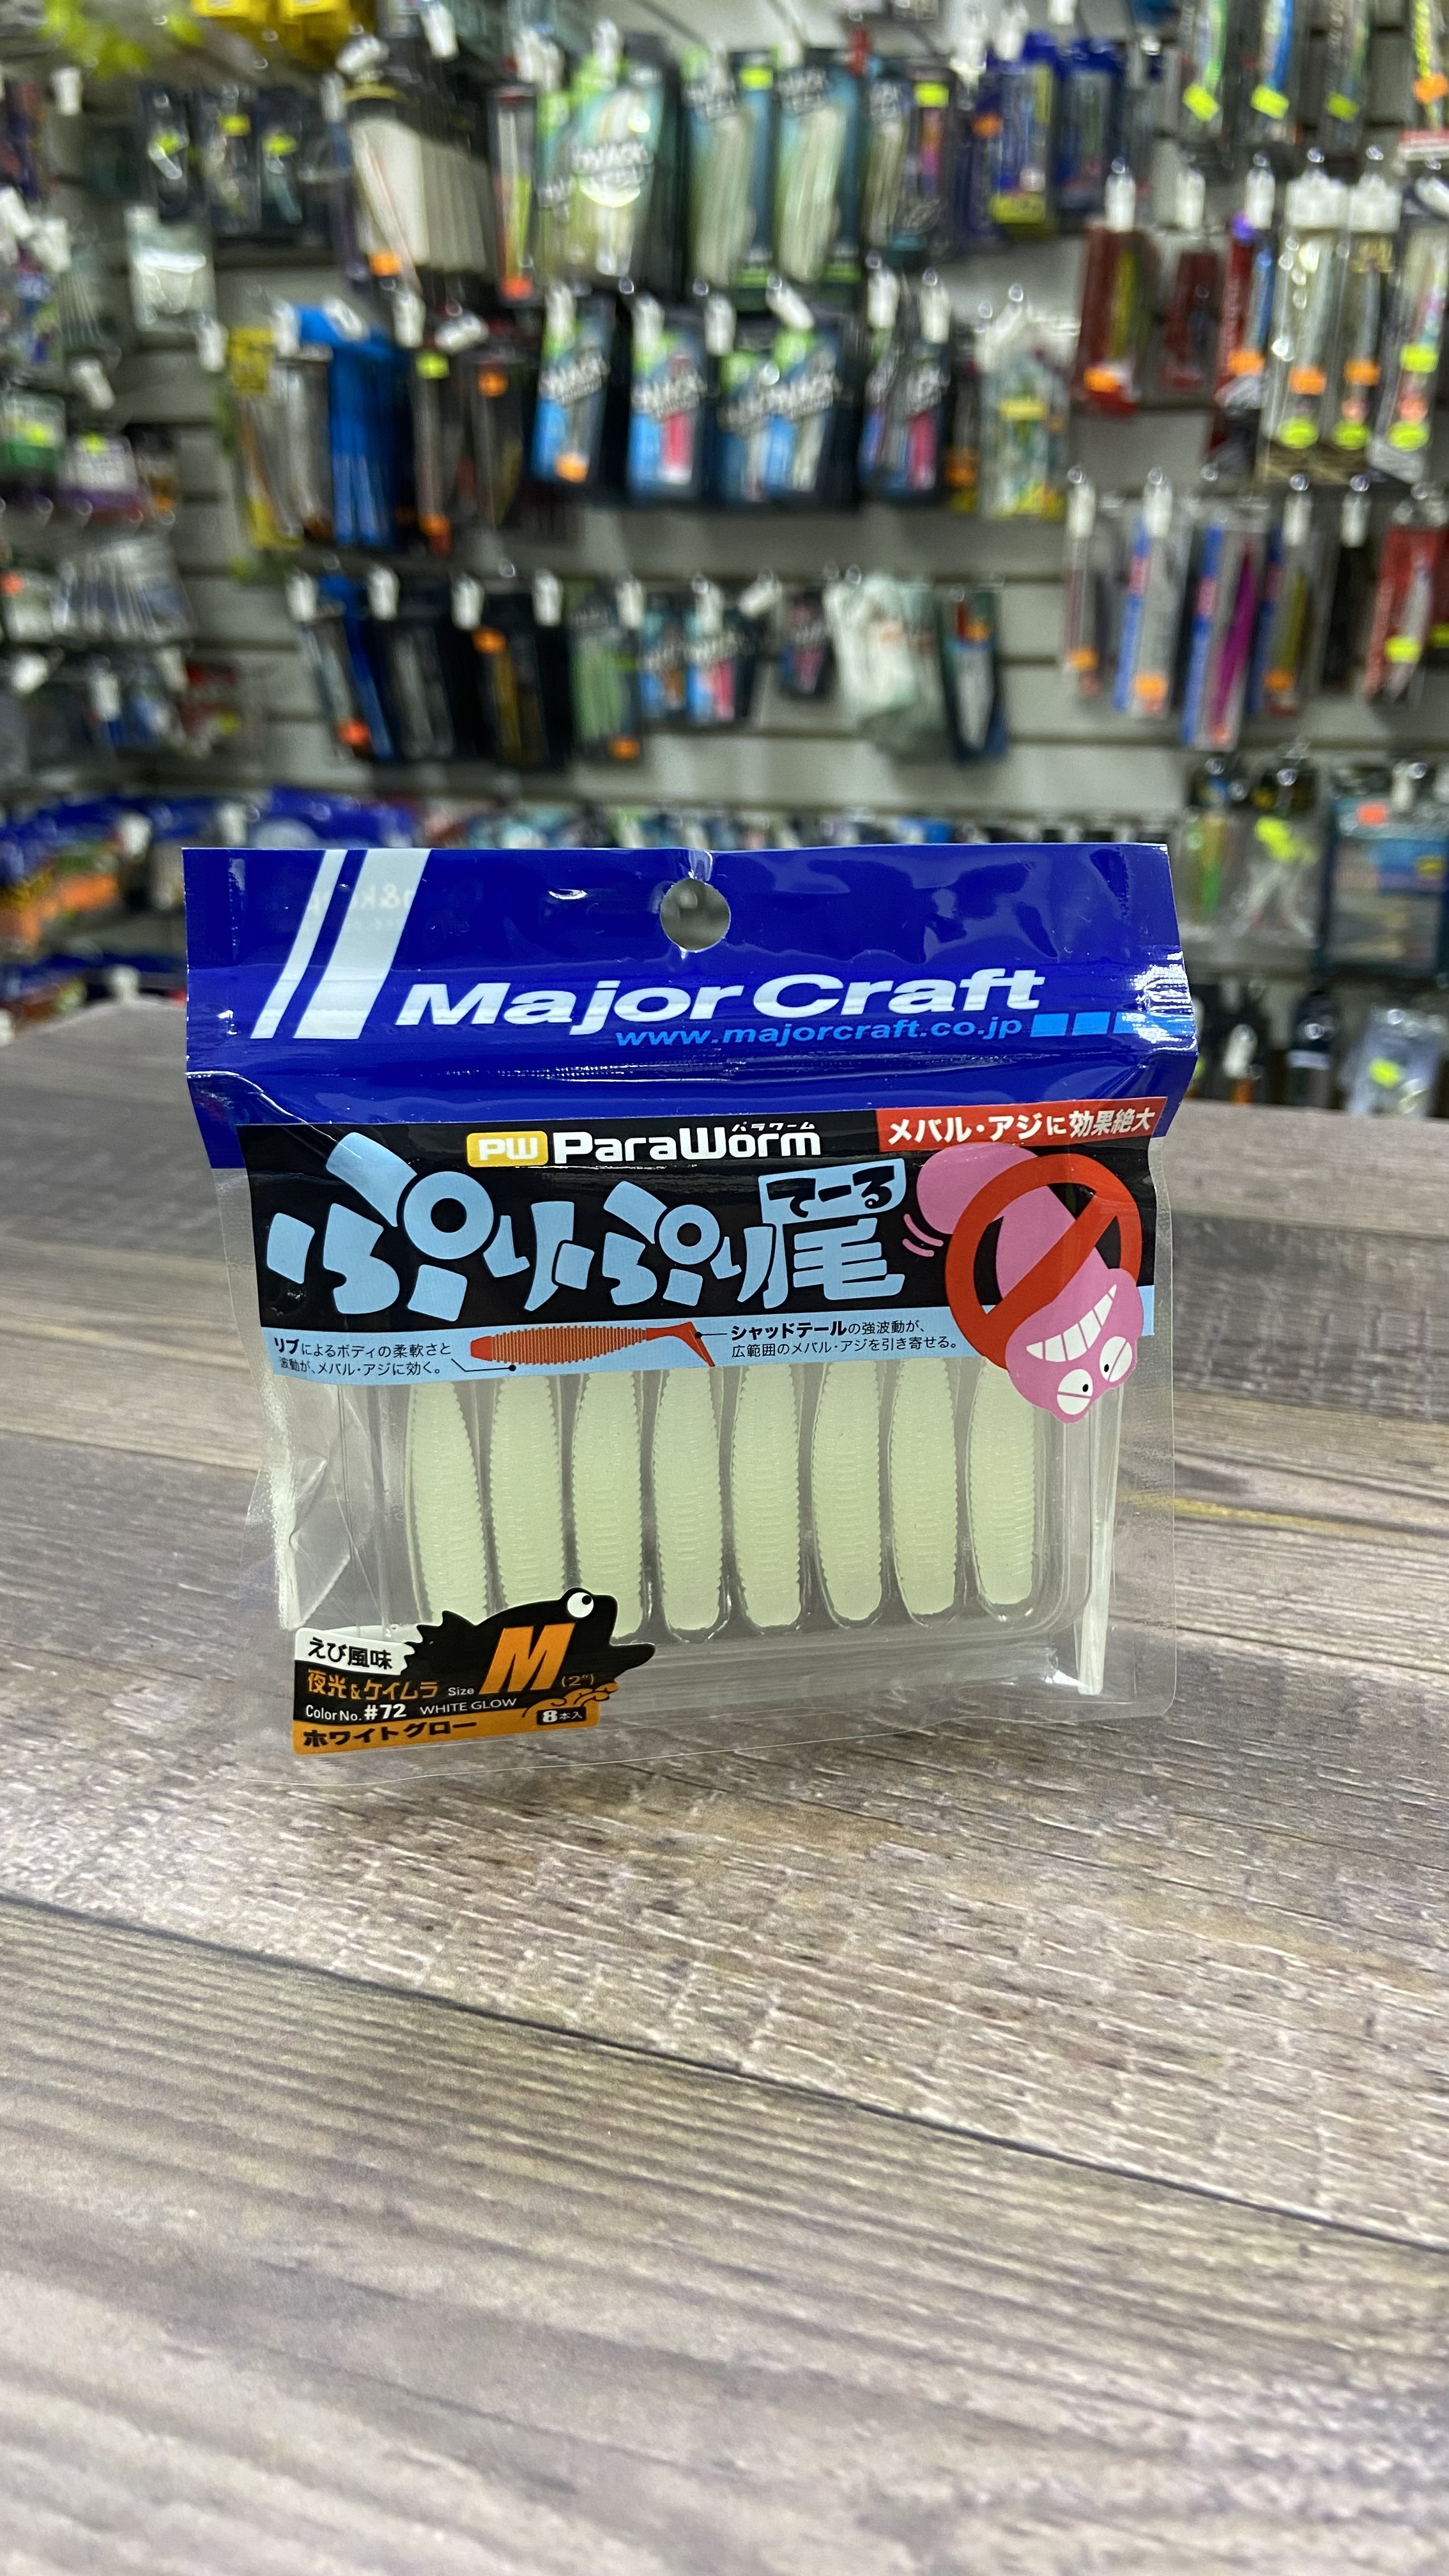 Major Craft
www.majorcraft.co.jp
パラワーム
PW ParaWorm
メバル・アジに効果絶大
ぷりぷり尾
てーる
リブによるボディの柔軟さと
波動が、メバル・アジに効く。
シャッドテールの強波動が、
広範囲のメバル・アジを引き寄せる。
えび風味
夜光&ケイムラ
Size M (2")
Color No. #72 WHITE GLOW
ホワイトグロー
8本入